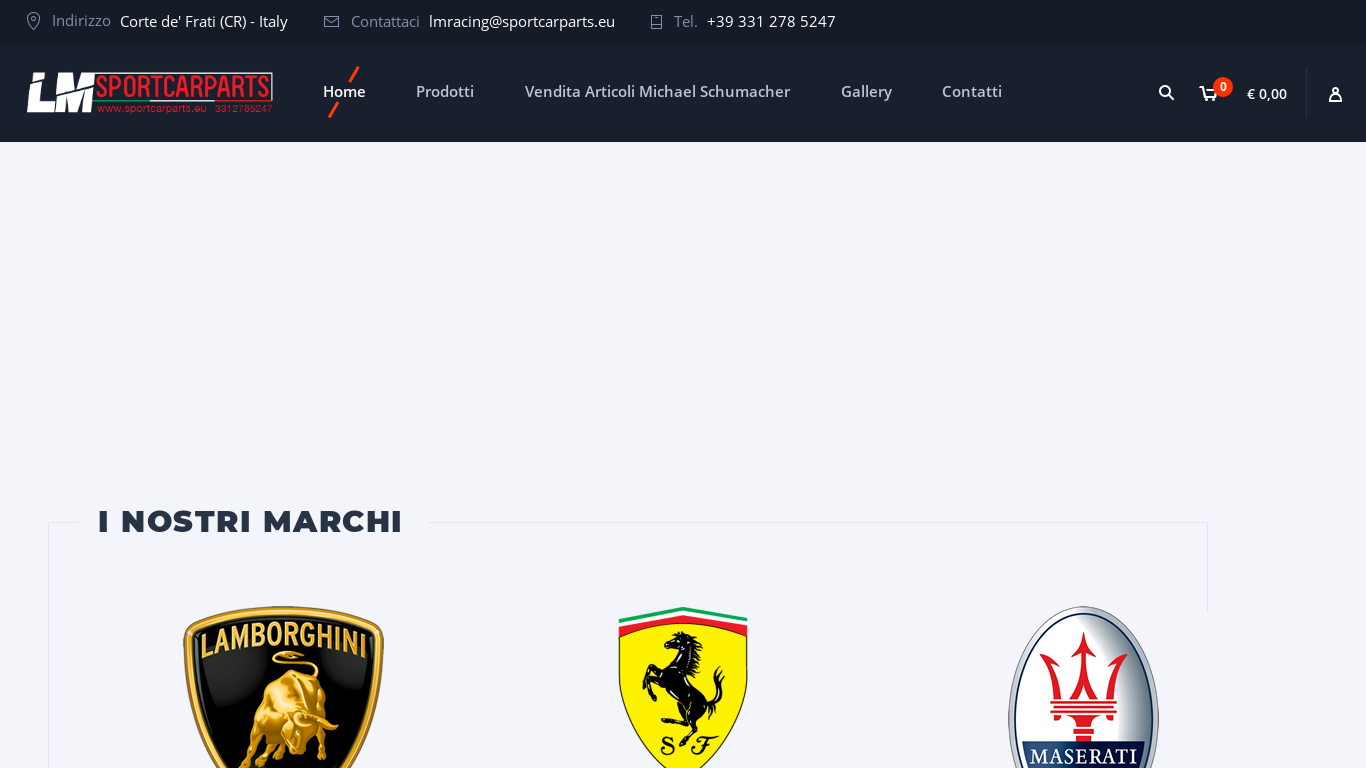 Indirizzo Corte de' Frati (CR) - Italy Contattaci lmracing@sportcarparts.eu Tel. +39 331 278 5247
LM SPORTCARPARTS
www.sportcarparts.eu 3312785247
Home Prodotti Vendita Articoli Michael Schumacher Gallery Contatti 0 € 0,00
I NOSTRI MARCHI
LAMBORGHINI
S F
MASERATI